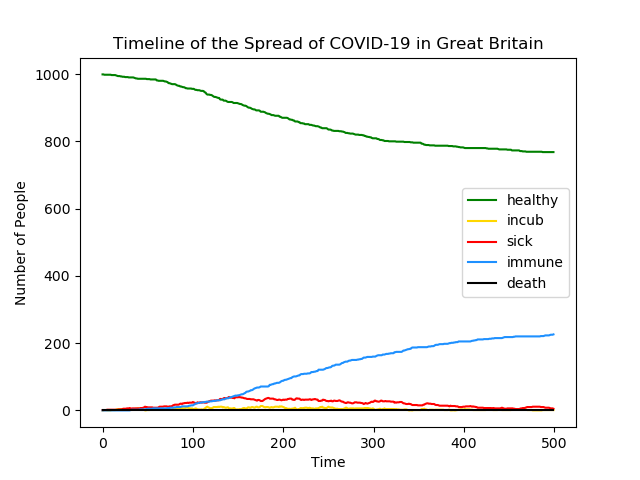 Timeline of the Spread of COVID-19 in Great Britain
1000
800
600
400
200
0
Number of People
healthy
incub
sick
immune
death
0 100 200 300 400 500
Time